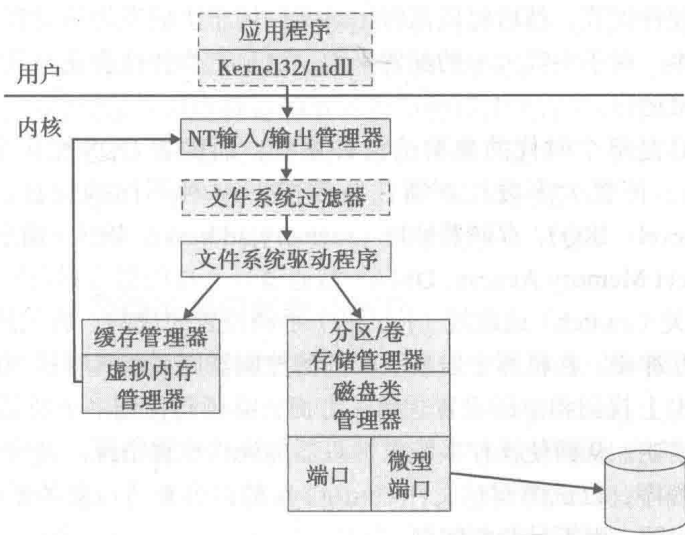 应用程序
Kernel32/ntdll
用户
内核
NT输入/输出管理器
文件系统过滤器
文件系统驱动程序
缓存管理器
虚拟内存
管理器
分区/卷
存储管理器
磁盘类
管理器
端口
微型
端口